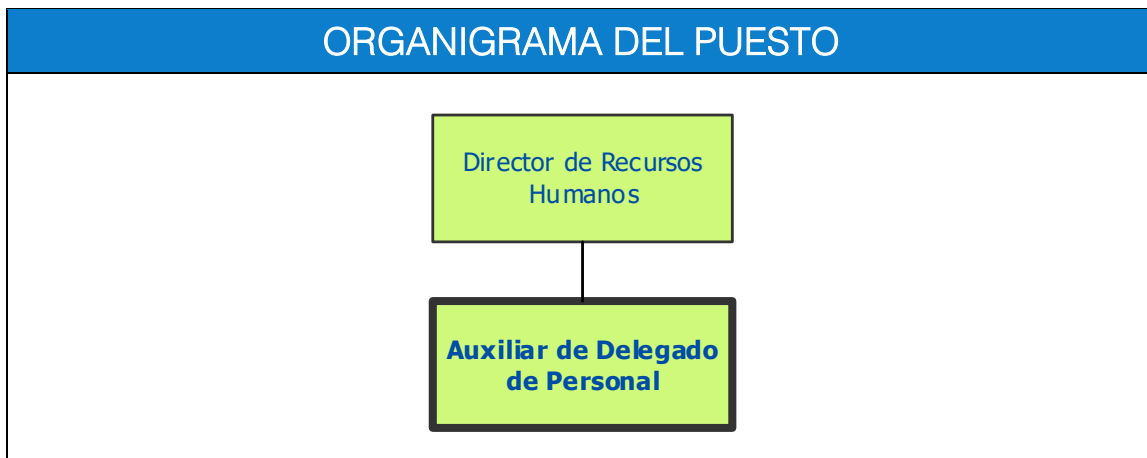 ORGANIGRAMA DEL PUESTO
Director de Recursos
Humanos
Auxiliar de Delegado
de Personal